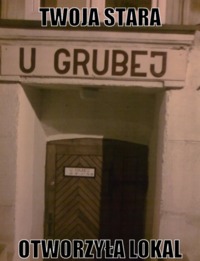 TWOJA STARA
U GRUBEJ
OTWORZYŁA LOKAL